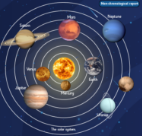 Mars
Neptune
Saturn
Venus
Earth
Mercury
Jupiter
Uranus
The solar system